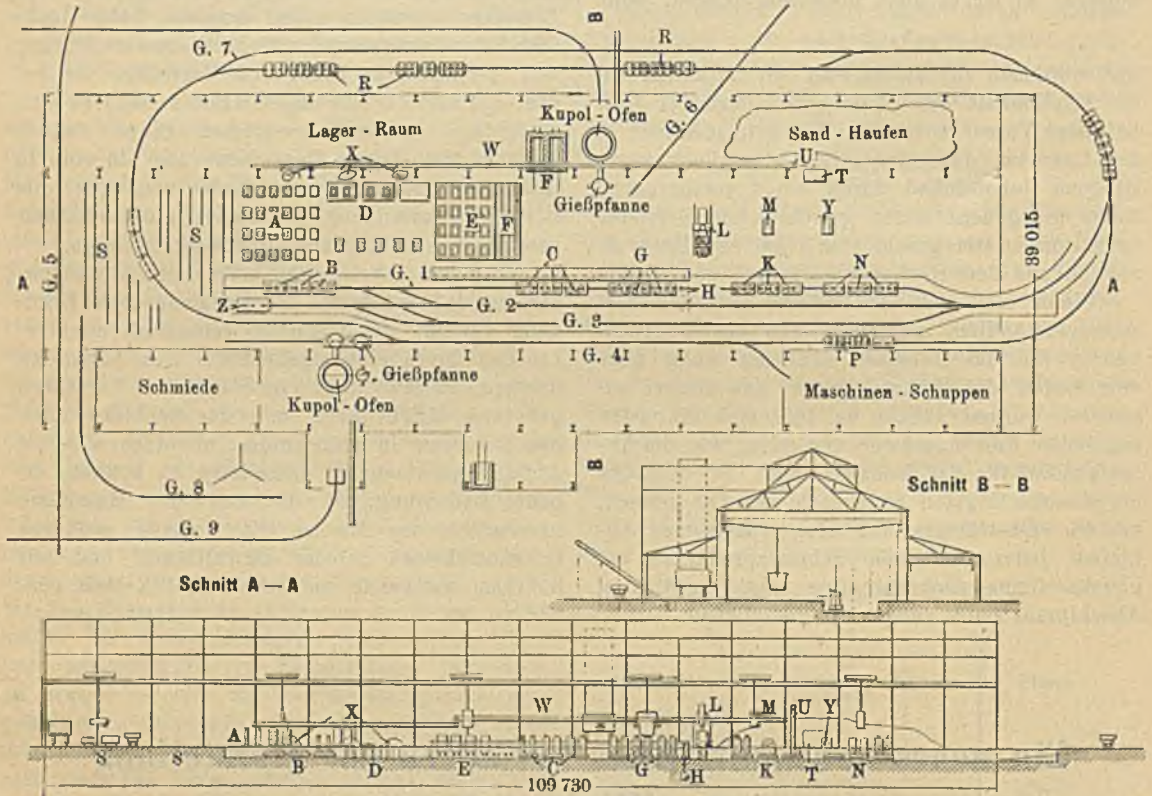 B
G. 7
R
R
Kupol - Ofen
G. 6
Lager - Raum
W
Sand - Haufen
X
F
U
T
Gießpfanne
A
D
E
F
L
M
Y
39 015
S
S
A
G. 5
B
G. 1
C
G
K
N
A
Z
G. 2
H
G. 3
G. 4
P
Schmiede
Gießpfanne
Kupol - Ofen
Maschinen - Schuppen
B
G. 8
Schnitt B — B
G. 9
Schnitt A — A
X
W
L
M
U
Y
A
S
S
B
D
E
C
G
H
K
T
N
109 730